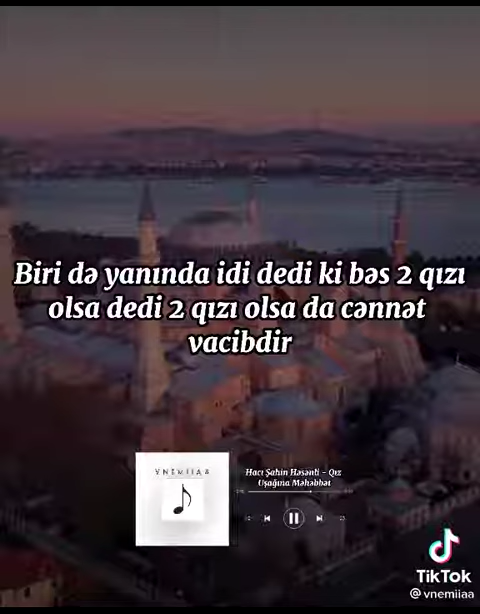 Biri də yanında idi dedi ki bəs 2 qızı
olsa dedi 2 qızı olsa da cənnət
vacibdir
VNEMIIAA
Hacı Şahin Həsənli - Qız
Uşağına Məhəbbət
TikTok
@vnemiiaa